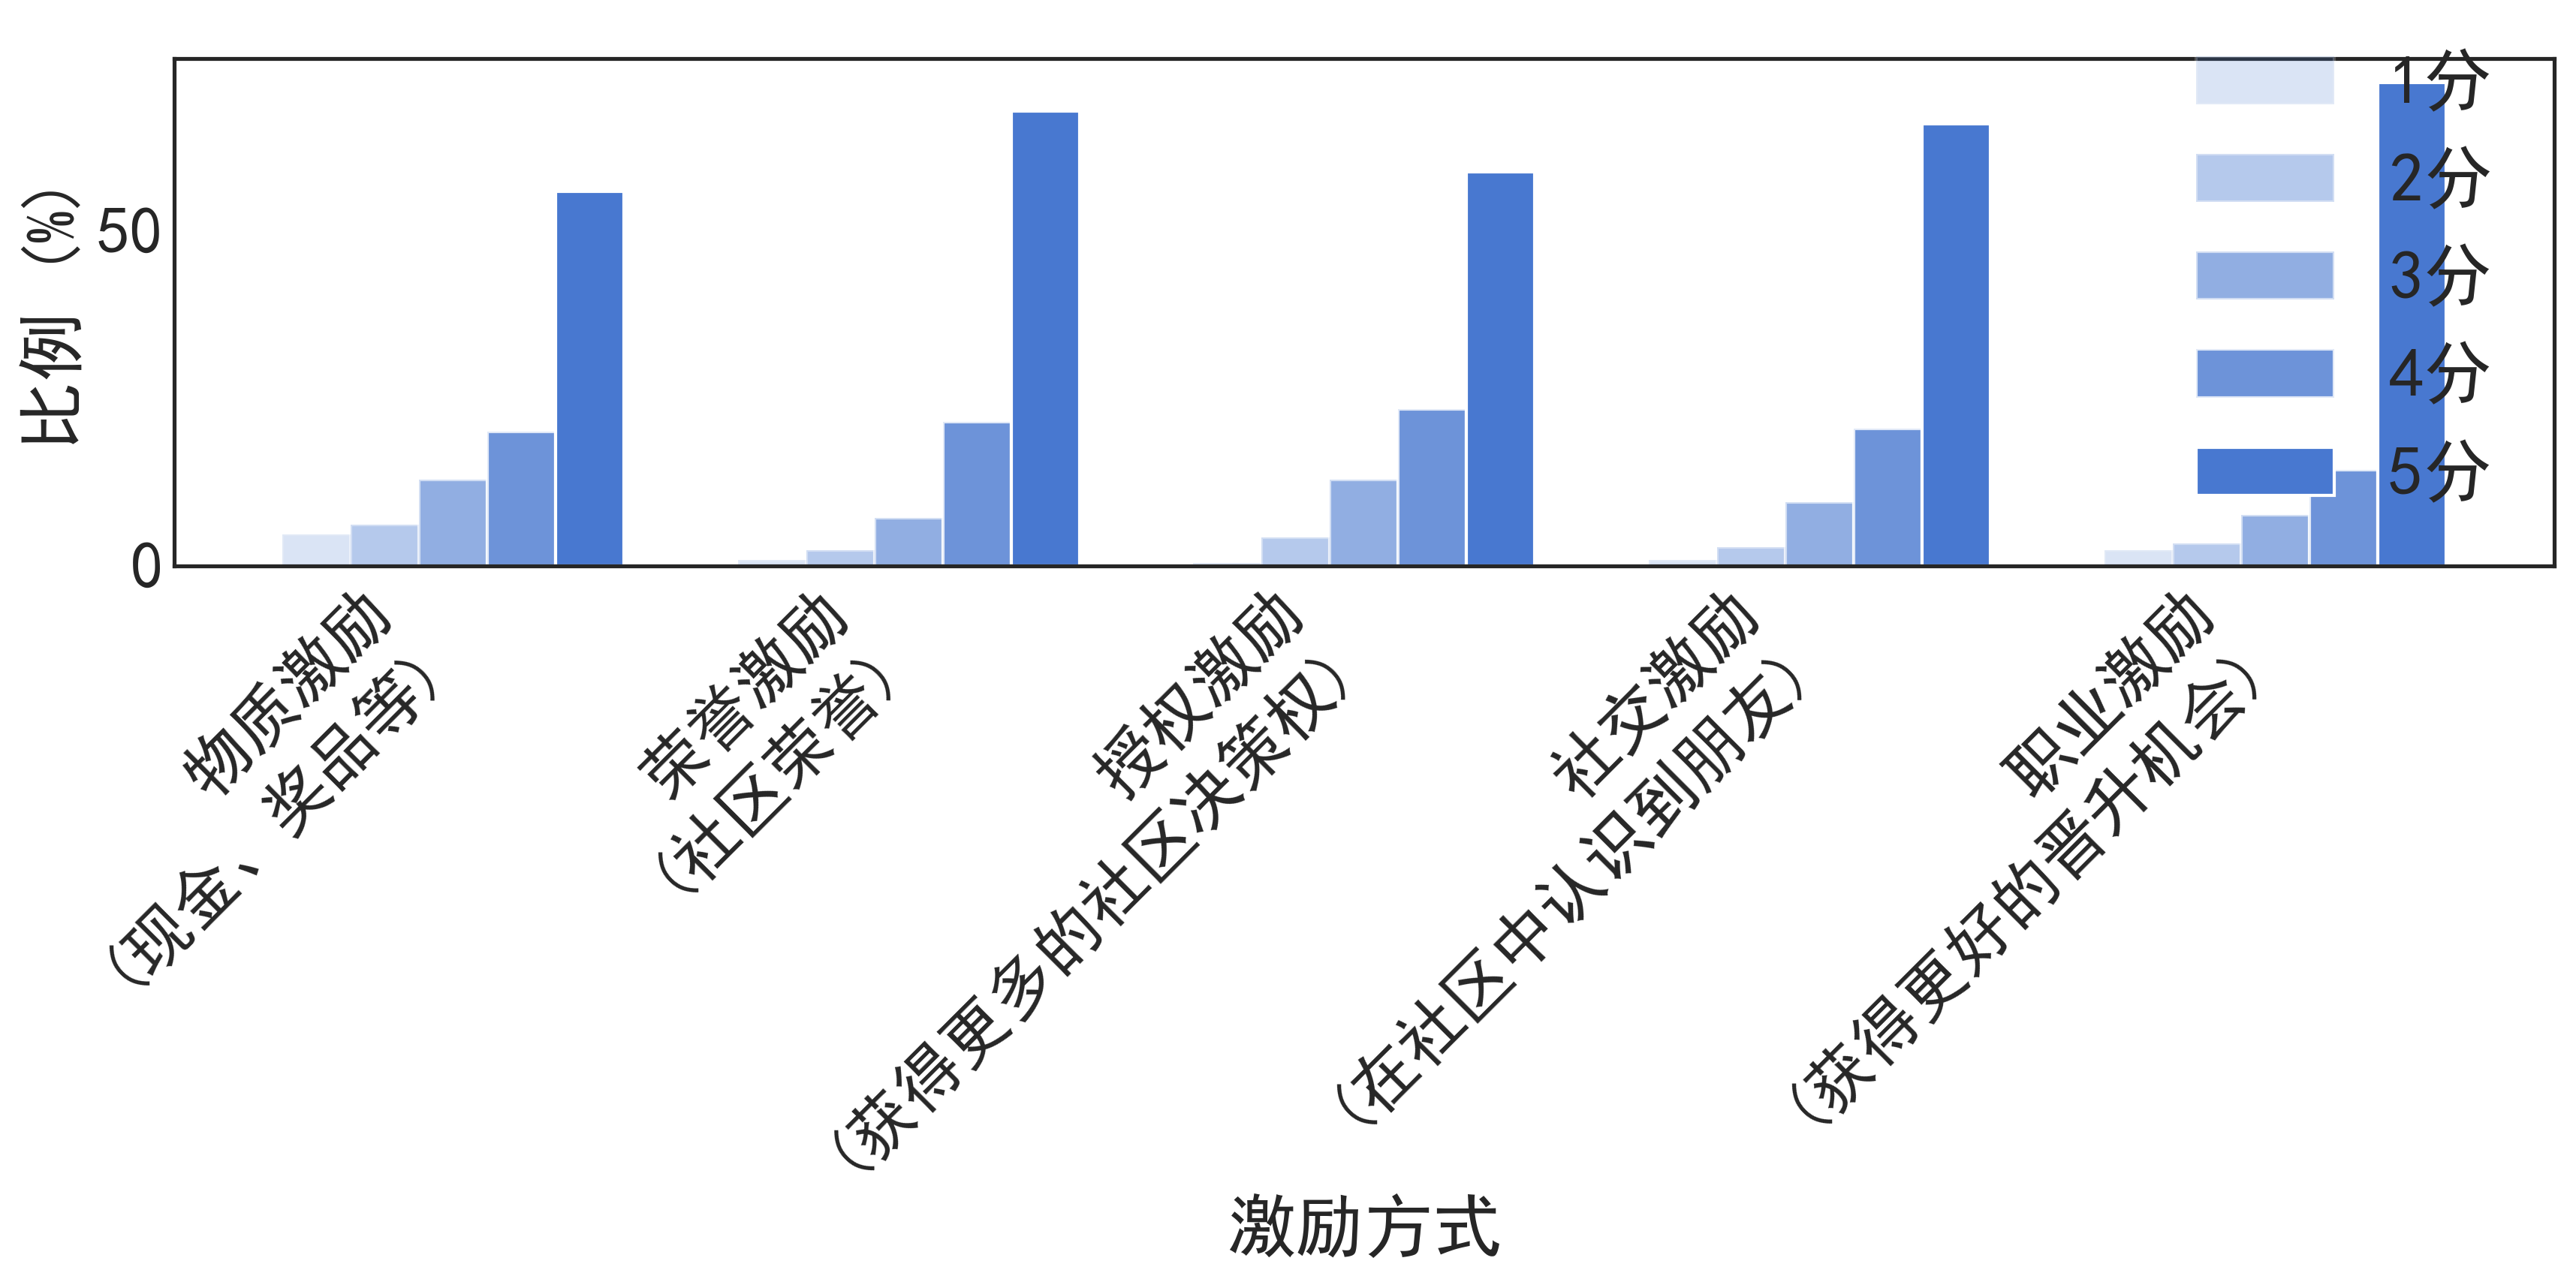 比例（%）
50
0
1分
2分
3分
4分
5分
物质激励
（现金、奖品等）
荣誉激励
（社区荣誉）
授权激励
（获得更多的社区决策权）
社交激励
（在社区中认识到朋友）
职业激励
（获得更好的晋升机会）
激励方式